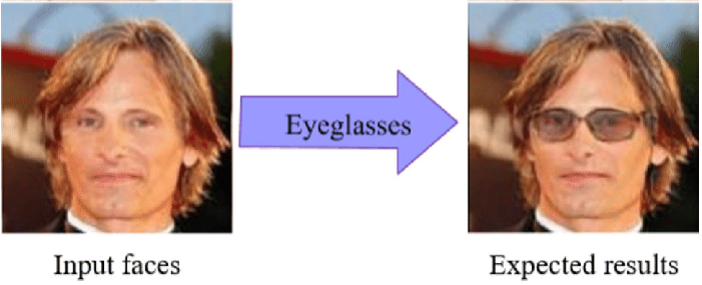 Eyeglasses
Input faces
Expected results